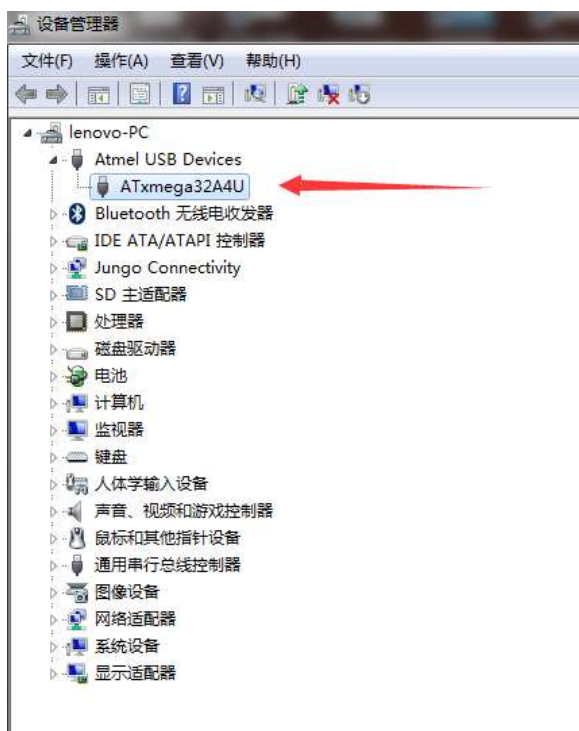 设备管理器
文件(F) 操作(A) 查看(V) 帮助(H)
lenovo-PC
Atmel USB Devices
ATxmega32A4U
Bluetooth 无线电收发器
IDE ATA/ATAPI 控制器
Jungo Connectivity
SD 主适配器
处理器
磁盘驱动器
电池
计算机
监视器
键盘
人体学输入设备
声音、视频和游戏控制器
鼠标和其他指针设备
通用串行总线控制器
图像设备
网络适配器
系统设备
显示适配器